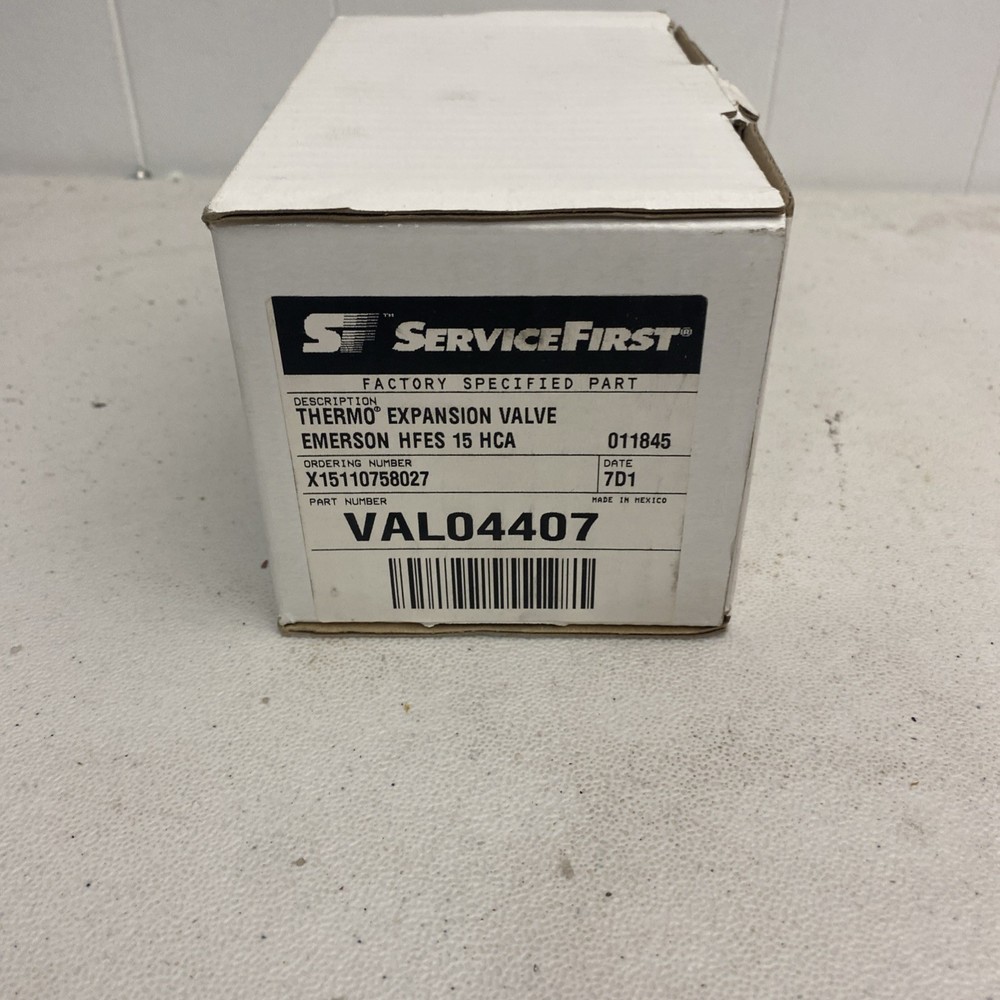 SF™ SERVICEFIRST®
FACTORY SPECIFIED PART
DESCRIPTION
THERMO® EXPANSION VALVE
EMERSON HFES 15 HCA 011845
ORDERING NUMBER DATE
X15110758027 7D1
PART NUMBER MADE IN MEXICO
VAL04407